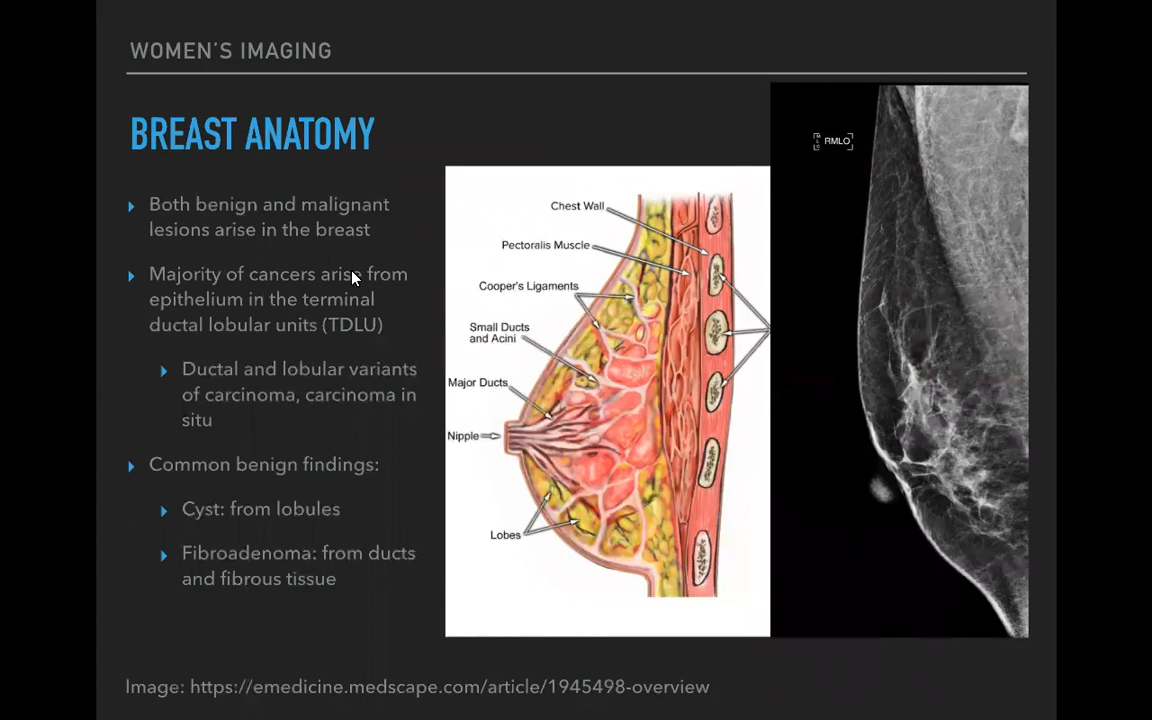 WOMEN'S IMAGING
BREAST ANATOMY
Both benign and malignant
lesions arise in the breast
Majority of cancers arise from
epithelium in the terminal
ductal lobular units (TDLU)
Ductal and lobular variants
of carcinoma, carcinoma in
situ
Common benign findings:
Cyst: from lobules
Fibroadenoma: from ducts
and fibrous tissue
Chest Wall
Pectoralis Muscle
Cooper's Ligaments
Small Ducts
and Acini
Major Ducts
Nipple
Lobes
RMLO
Image: https://emedicine.medscape.com/article/1945498-overview